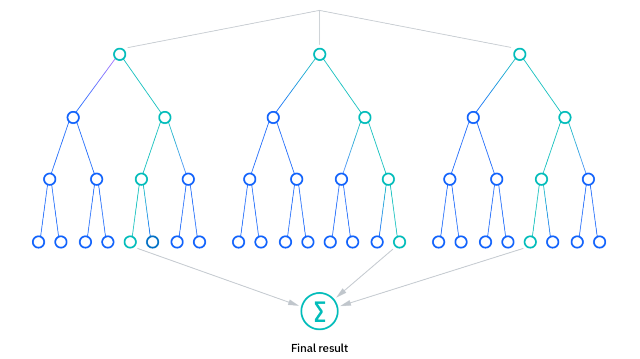 Σ
Final result